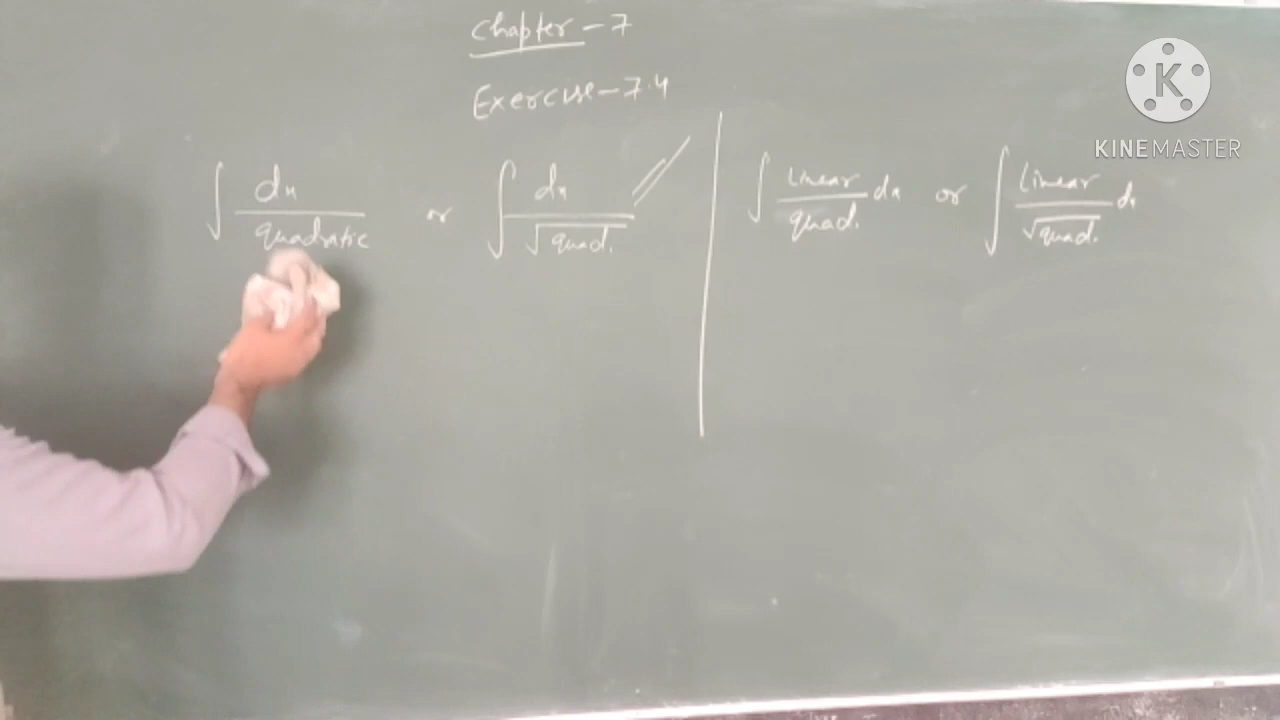 Chapter - 7
Exercise - 7.4
∫ dx / quadratic or ∫ dx / √quad. | ∫ Linear / quad. dx or ∫ Linear / √quad. dx
K
KINEMASTER